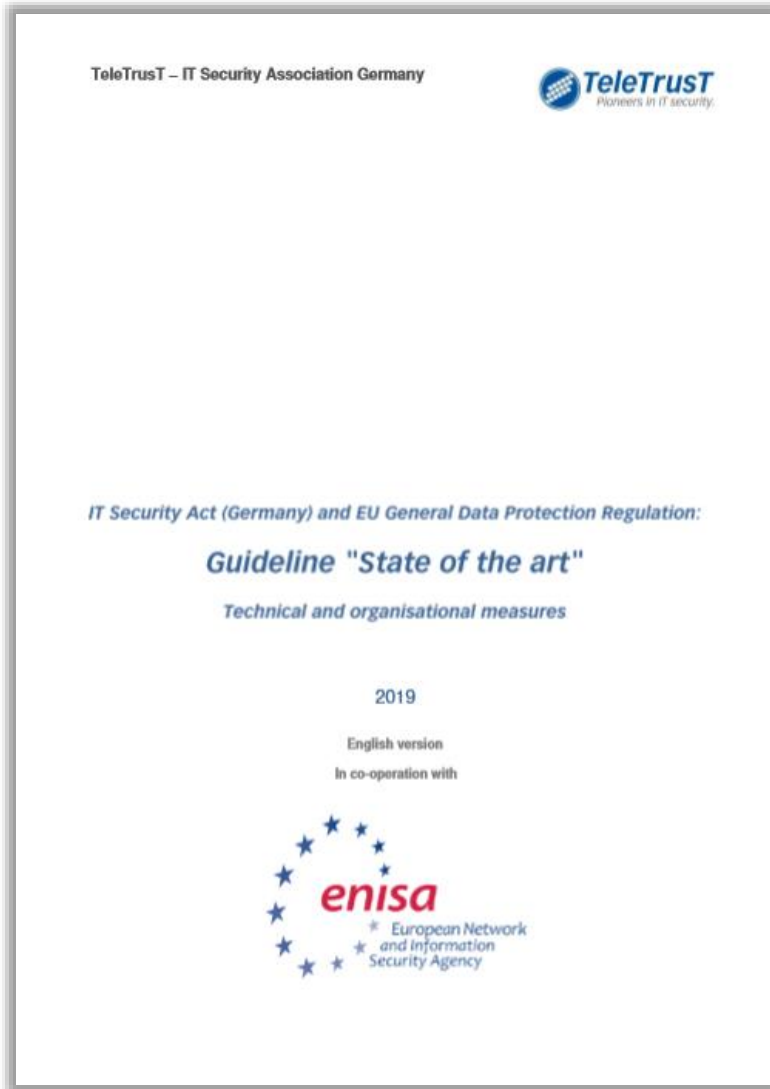 TeleTrusT – IT Security Association Germany
TeleTrusT
Pioneers in IT security.
IT Security Act (Germany) and EU General Data Protection Regulation:
Guideline "State of the art"
Technical and organisational measures
2019
English version
In co-operation with
enisa
European Network
and Information
Security Agency